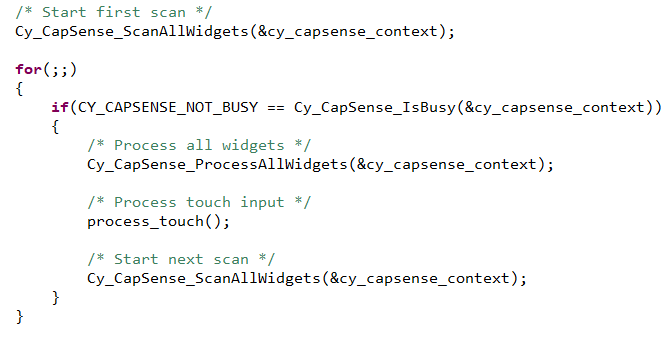 /* Start first scan */
Cy_CapSense_ScanAllWidgets(&cy_capsense_context);
for(;;)
{
if(CY_CAPSENSE_NOT_BUSY == Cy_CapSense_IsBusy(&cy_capsense_context))
{
/* Process all widgets */
Cy_CapSense_ProcessAllWidgets(&cy_capsense_context);
/* Process touch input */
process_touch();
/* Start next scan */
Cy_CapSense_ScanAllWidgets(&cy_capsense_context);
}
}